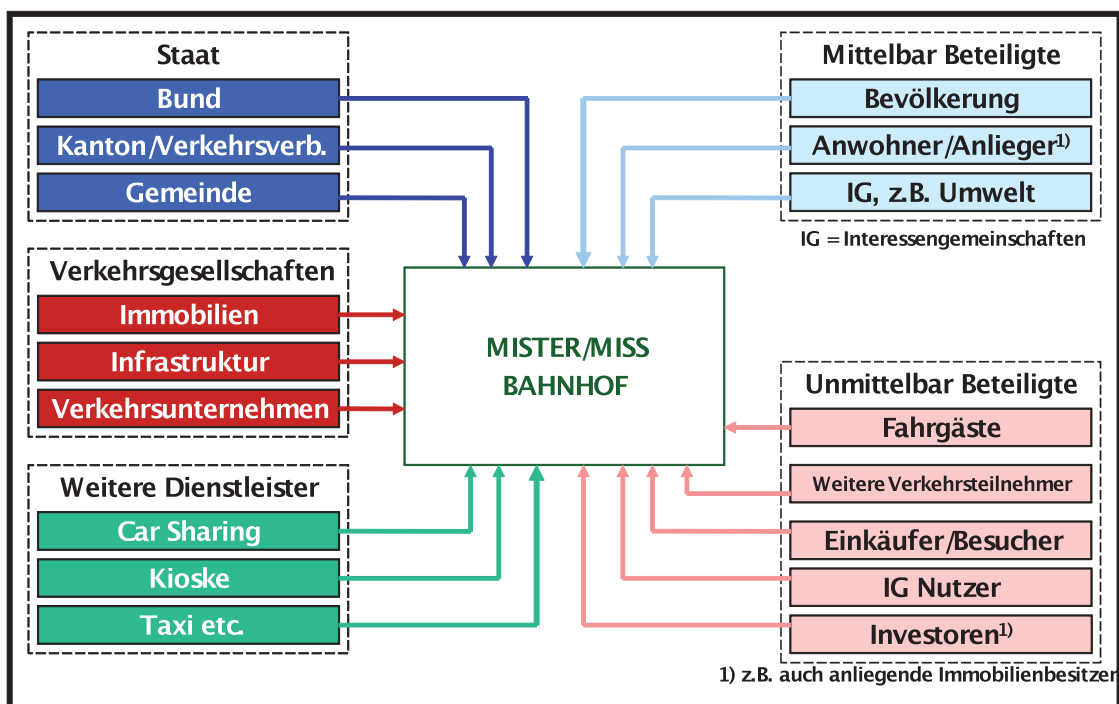 Staat
Bund
Kanton/Verkehrsverb.
Gemeinde
Verkehrsgesellschaften
Immobilien
Infrastruktur
Verkehrsunternehmen
Weitere Dienstleister
Car Sharing
Kioske
Taxi etc.
MISTER/MISS
BAHNHOF
Mittelbar Beteiligte
Bevölkerung
Anwohner/Anlieger1)
IG, z.B. Umwelt
IG = Interessengemeinschaften
Unmittelbar Beteiligte
Fahrgäste
Weitere Verkehrsteilnehmer
Einkäufer/Besucher
IG Nutzer
Investoren1)
1) z.B. auch anliegende Immobilienbesitzer